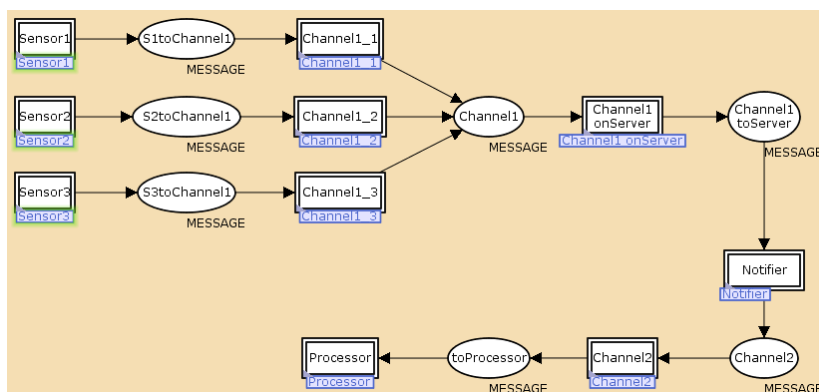 Sensor1
Sensor1
S1toChannel1
MESSAGE
Channel1_1
Channel1_1
Sensor2
Sensor2
S2toChannel1
MESSAGE
Channel1_2
Channel1_2
Channel1
MESSAGE
Channel1
onServer
Channel1 onServer
Channel1
toServer
MESSAGE
Sensor3
Sensor3
S3toChannel1
MESSAGE
Channel1_3
Channel1_3
Notifier
Notifier
Processor
Processor
toProcessor
MESSAGE
Channel2
Channel2
Channel2
MESSAGE